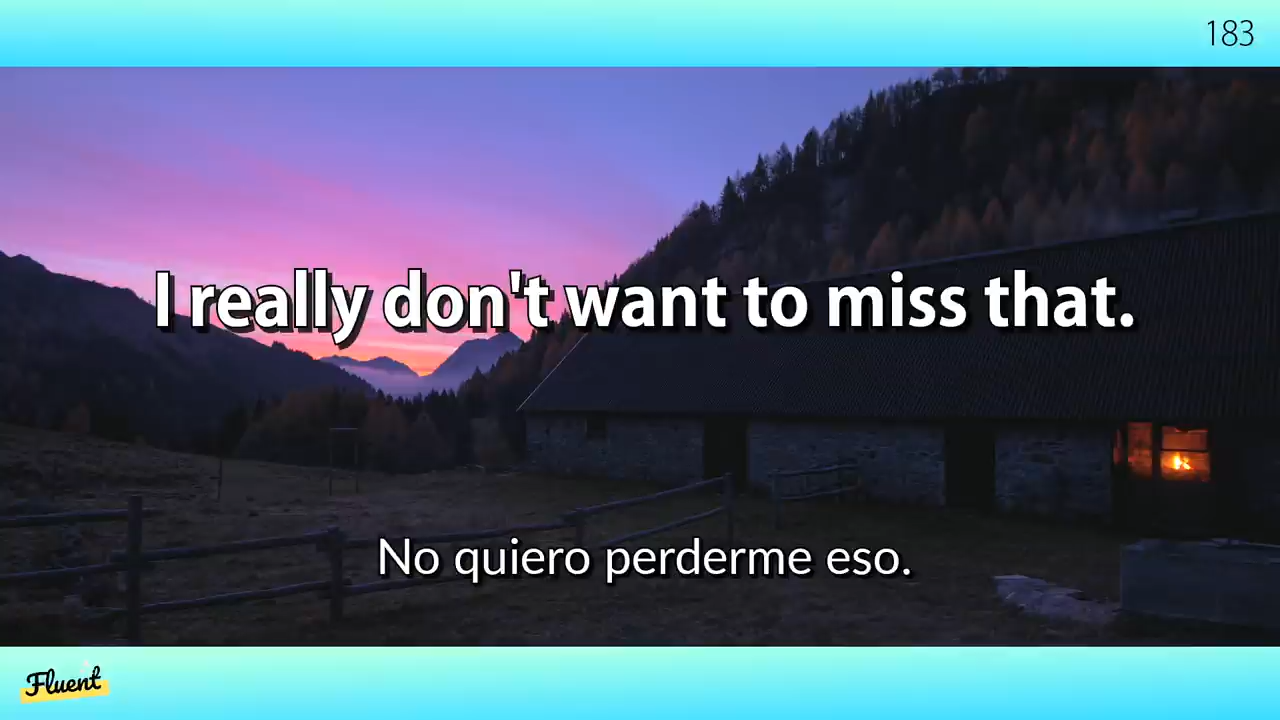 183
I really don't want to miss that.
No quiero perderme eso.
Fluent